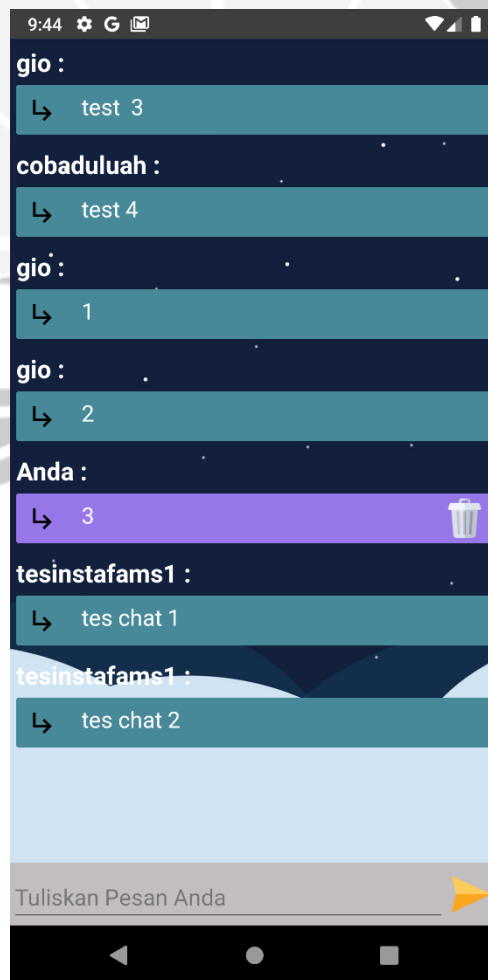 9:44
gio :
test  3
cobaduluah :
test 4
gio :
1
gio :
2
Anda :
3
tesinstafams1 :
tes chat 1
tesinstafams1 :
tes chat 2
Tuliskan Pesan Anda